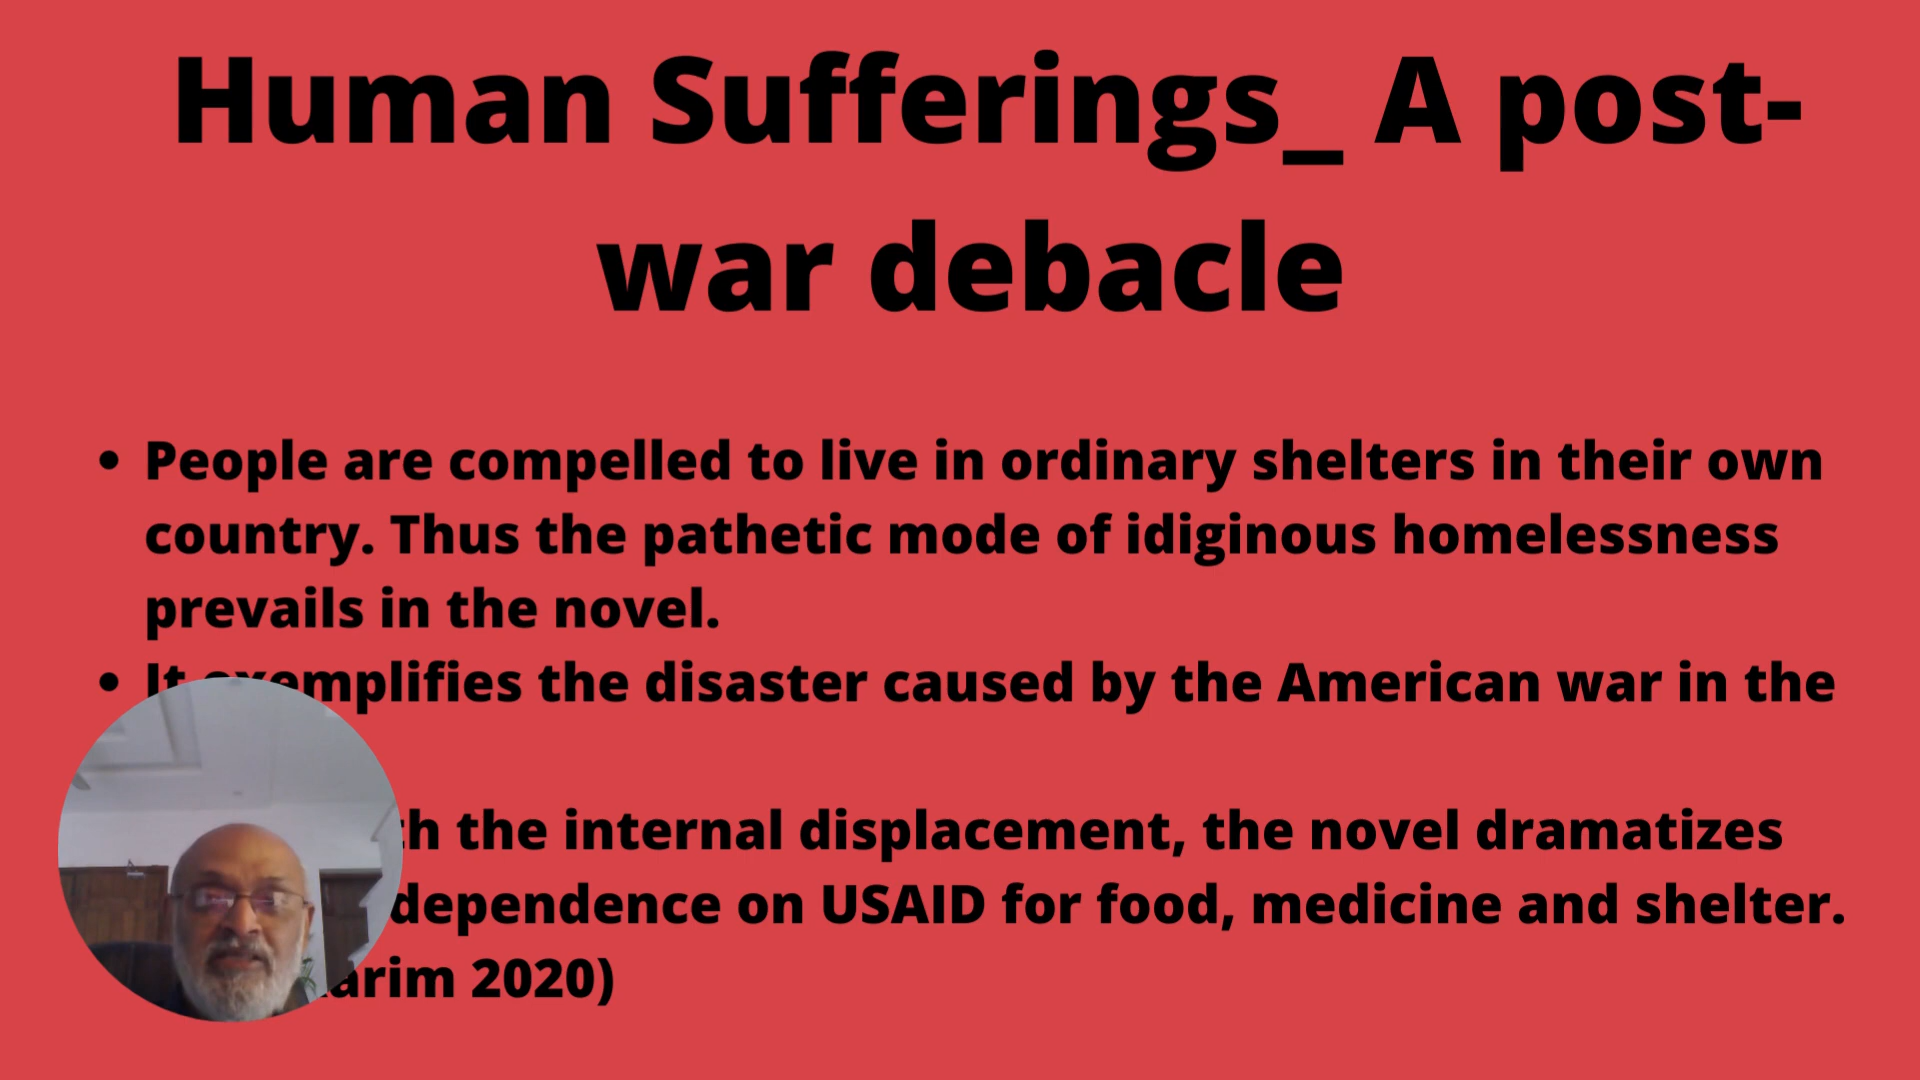 Human Sufferings_ A post-
war debacle
• People are compelled to live in ordinary shelters in their own
country. Thus the pathetic mode of idiginous homelessness
prevails in the novel.
• It exemplifies the disaster caused by the American war in the
the internal displacement, the novel dramatizes
dependence on USAID for food, medicine and shelter.
2020)